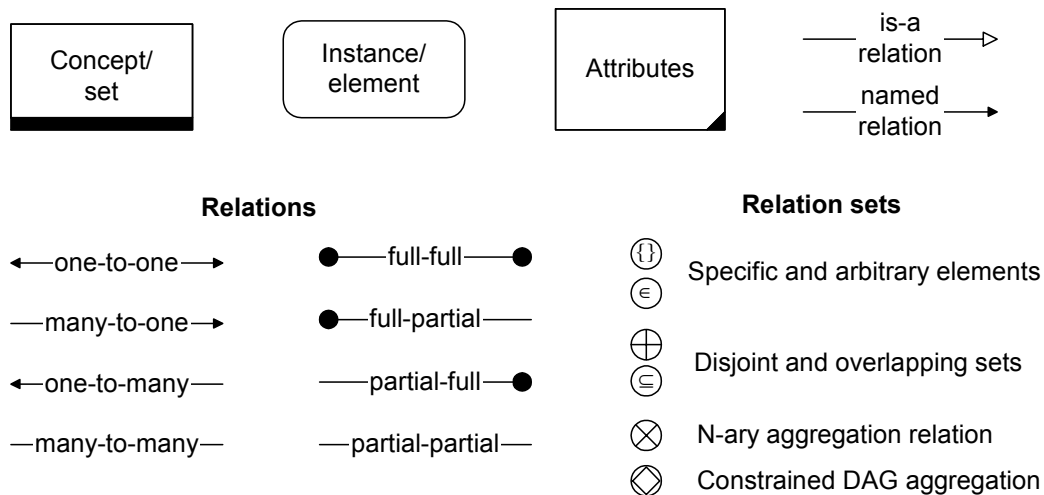 Concept/
set
Instance/
element
Attributes
is-a
relation
named
relation
Relations
one-to-one
many-to-one
one-to-many
many-to-many
full-full
full-partial
partial-full
partial-partial
Relation sets
{}
Specific and arbitrary elements
∈
Disjoint and overlapping sets
⊆
N-ary aggregation relation
Constrained DAG aggregation